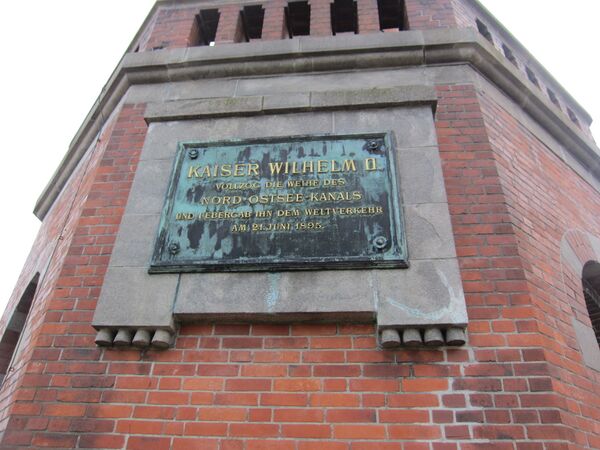 KAISER WILHELM II.
VOLLZOG DIE WEIHE DES
NORD-OSTSEE-KANALS
UND UEBERGAB IHN DEM WELTVERKEHR
AM 21. JUNI 1895.